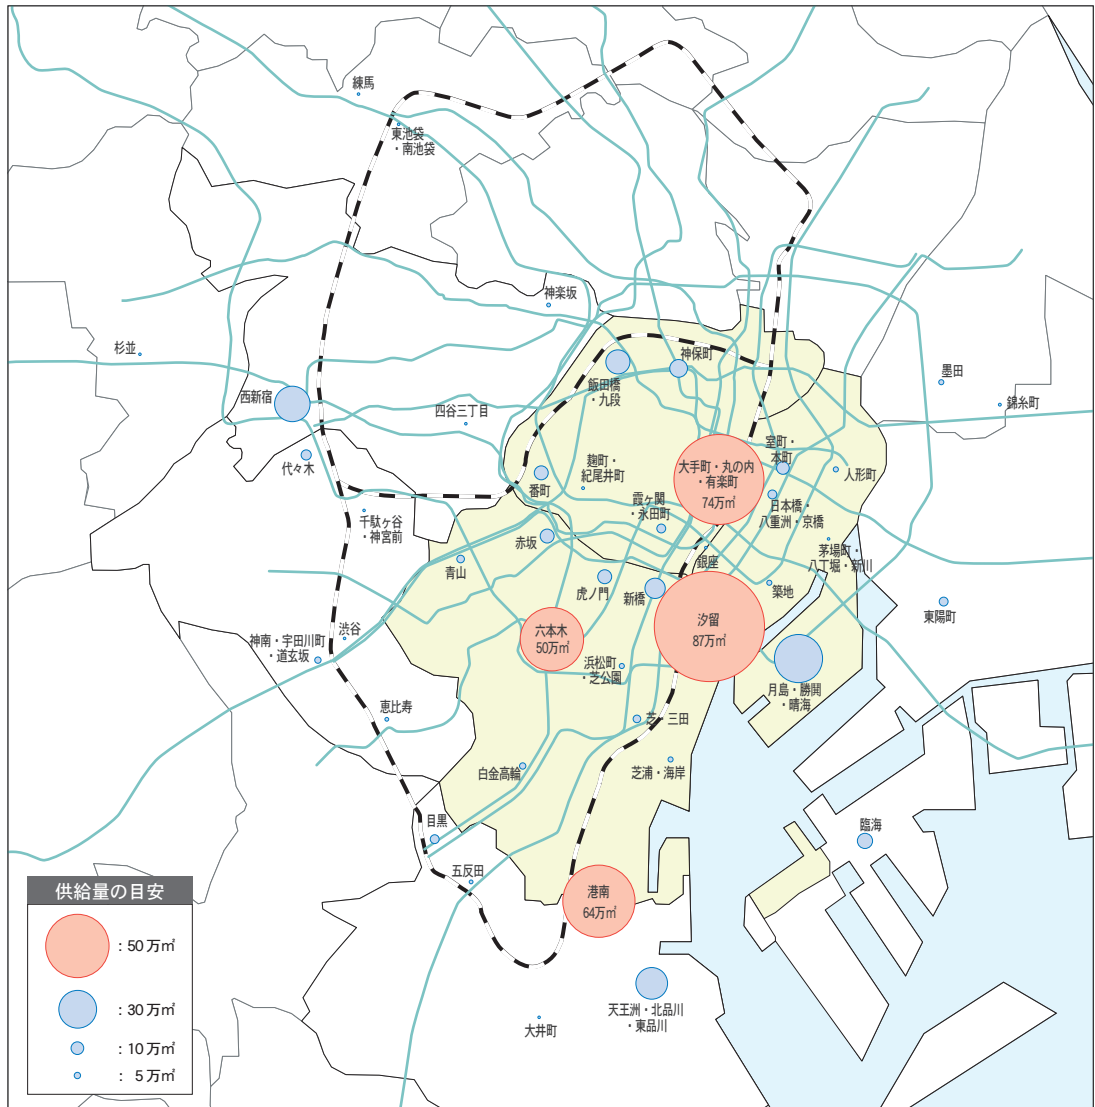 練馬
東池袋
・南池袋
神楽坂
杉並
神保町
飯田橋
・九段
墨田
西新宿
四谷三丁目
錦糸町
室町・
本町
麹町・
紀尾井町
大手町・丸の内
・有楽町
74万㎡
代々木
番町
人形町
霞ヶ関
・永田町
日本橋・
八重洲・京橋
千駄ヶ谷
・神宮前
赤坂
茅場町・
八丁堀・新川
銀座
青山
虎ノ門
新橋
築地
東陽町
汐留
87万㎡
六本木
50万㎡
渋谷
神南・宇田川町
・道玄坂
浜松町
・芝公園
月島・勝鬨
・晴海
恵比寿
芝・三田
白金高輪
芝浦・海岸
目黒
臨海
五反田
港南
64万㎡
天王洲・北品川
・東品川
大井町
供給量の目安
：50万㎡
：30万㎡
：10万㎡
： 5万㎡